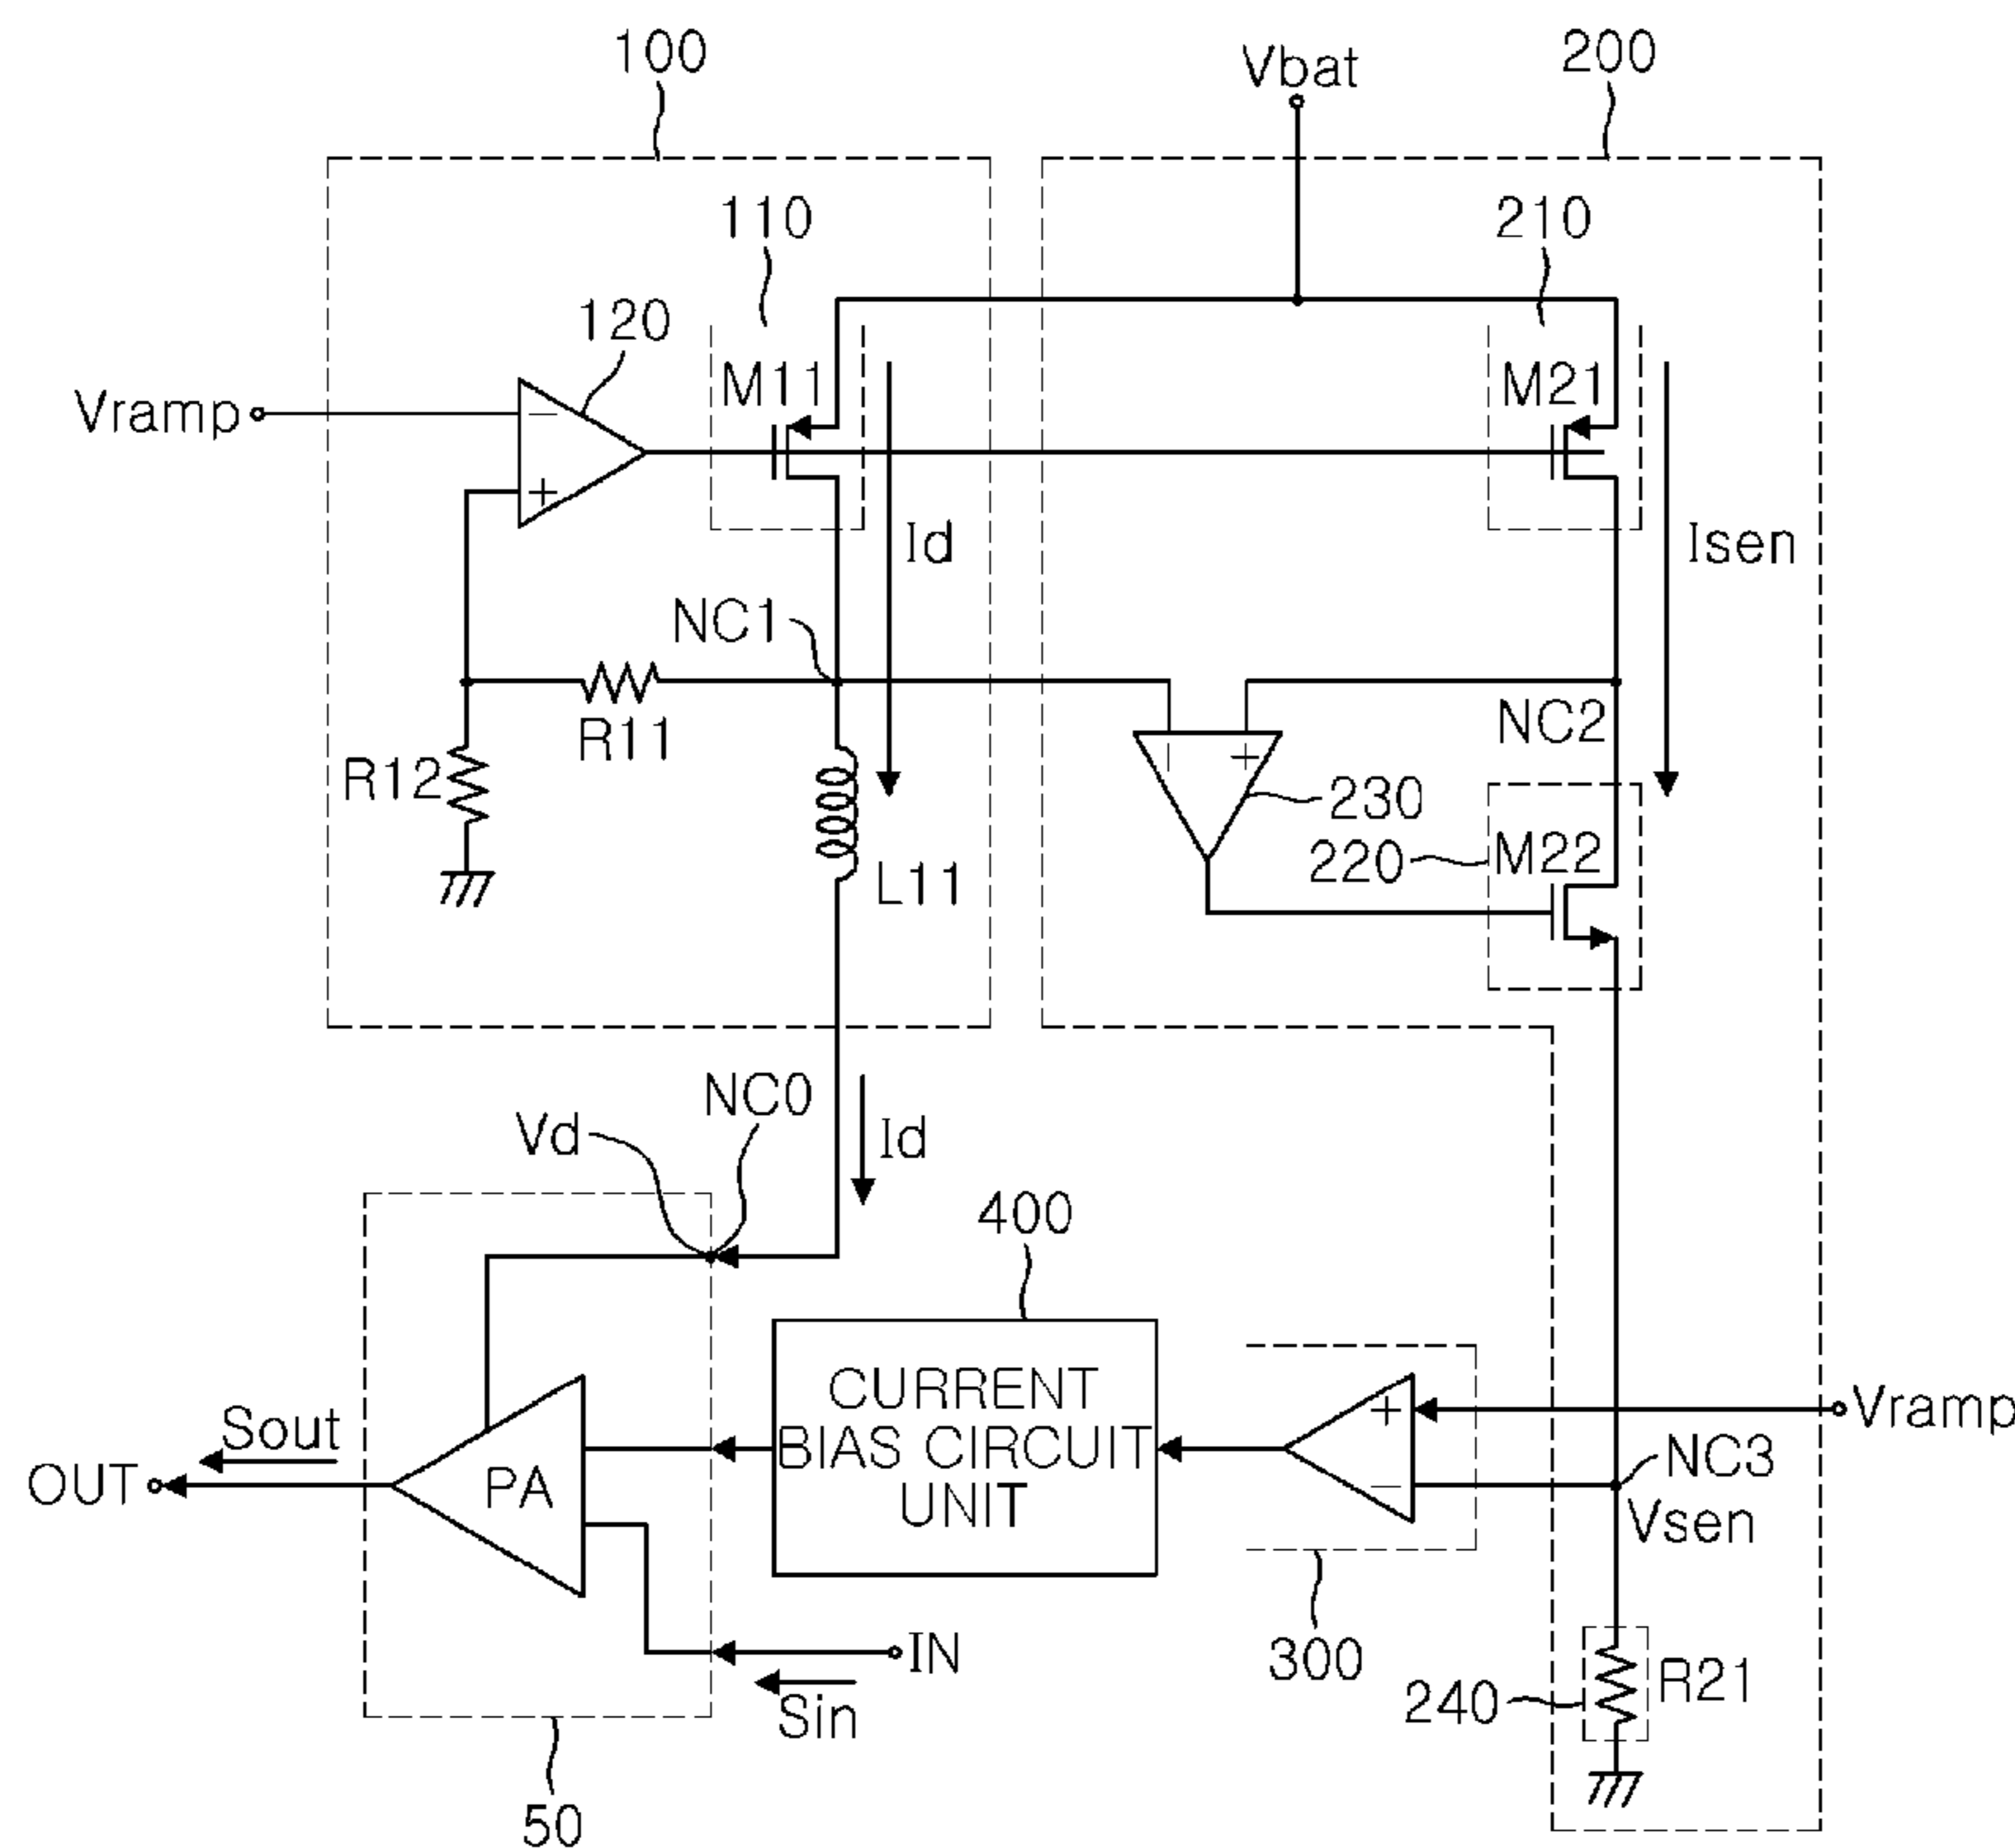 100
Vbat
200
110
210
120
M11
M21
Vramp
−
+
Id
Isen
NC1
R11
NC2
R12
−
+
230
L11
220
M22
NC0
Vd
Id
400
CURRENT
BIAS CIRCUIT
UNIT
+
−
Vramp
Sout
OUT
PA
NC3
Vsen
IN
300
Sin
240
R21
50